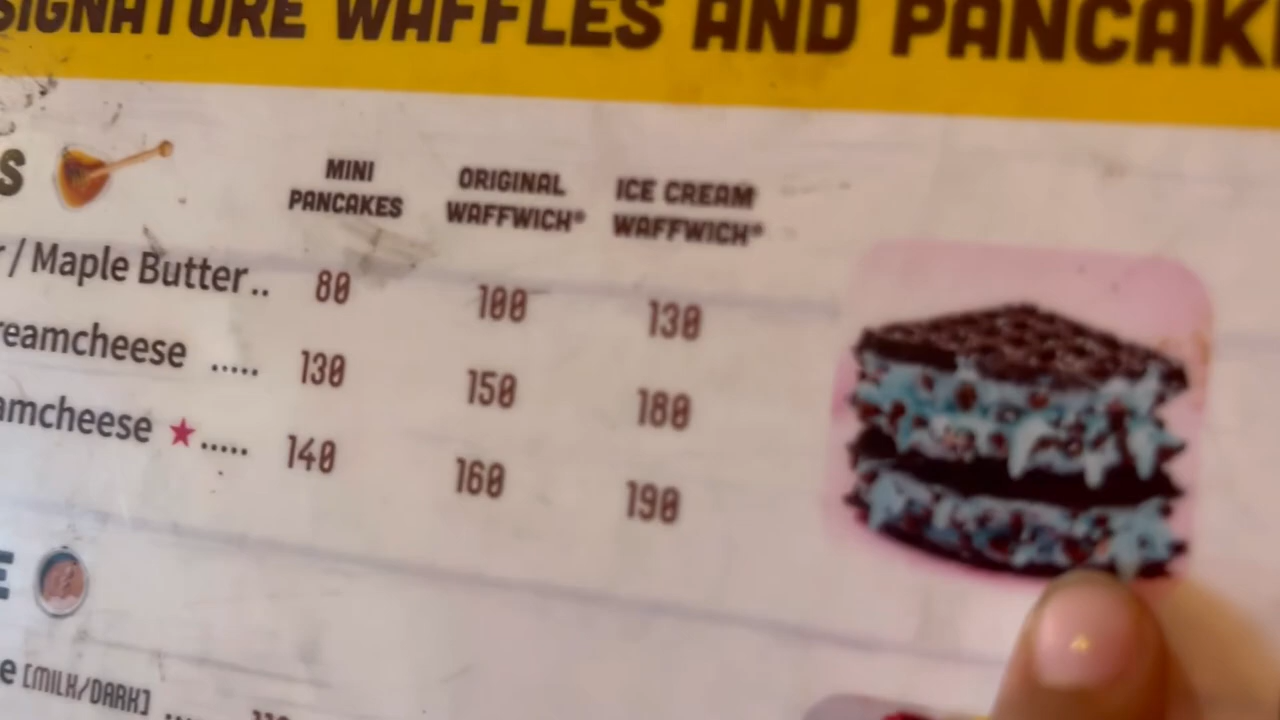 SIGNATURE WAFFLES AND PANCAK
S
MINI PANCAKES ORIGINAL WAFFWICH® ICE CREAM WAFFWICH®
r / Maple Butter.. 80 100 130
reamcheese ..... 130 150 180
amcheese ★..... 140 160 190
E
e [MILK/DARK] ....